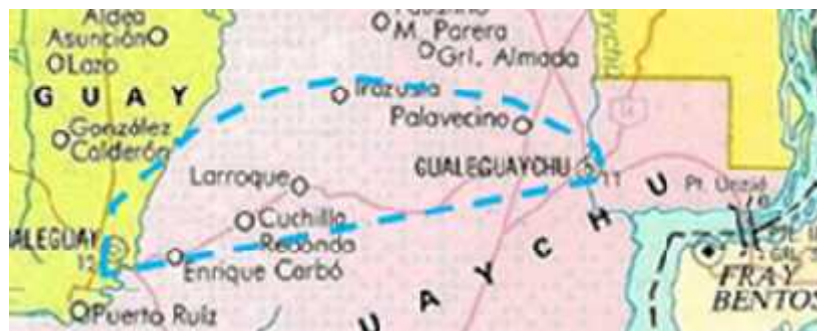 Aldea
Asunción
Lazo
M. Parera
Grl. Almada
GUAY
Irazusta
González
Calderón
Palavecino
GUALEGUAYCHU
11
14
Larroque
Pt. Unzué
Cuchilla
Redonda
ALEGUAY
12
Enrique Carbó
UAYCHU
FRAY
BENTOS
Puerto Ruiz